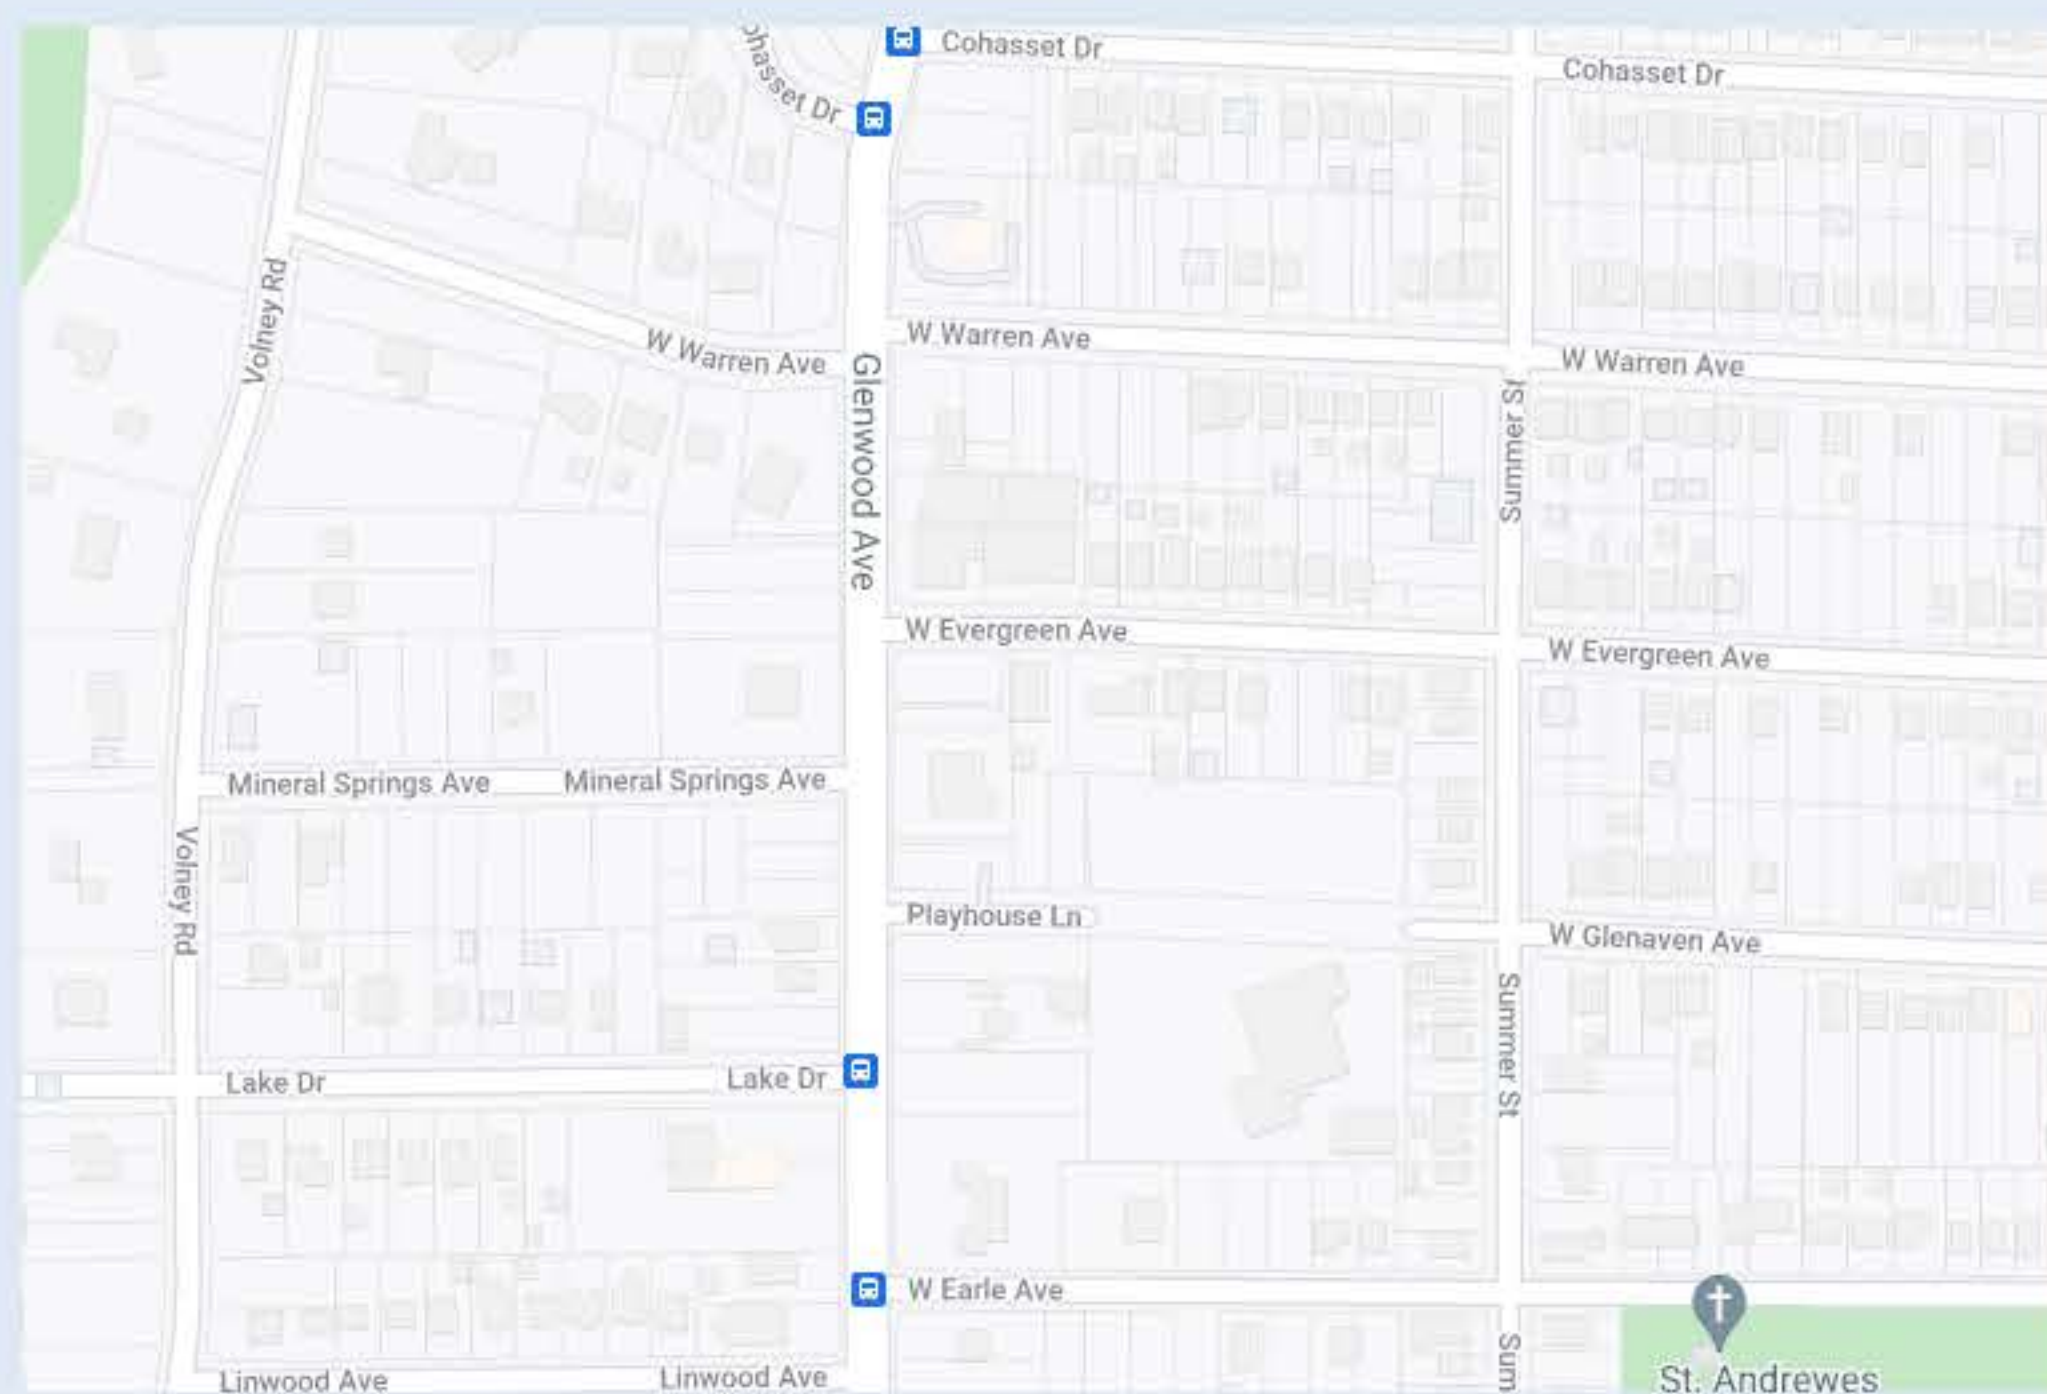 Cohasset Dr
Cohasset Dr
ohasset Dr
Volney Rd
W Warren Ave
W Warren Ave
W Warren Ave
Glenwood Ave
Summer St
W Evergreen Ave
W Evergreen Ave
Mineral Springs Ave
Mineral Springs Ave
Volney Rd
Playhouse Ln
W Glenaven Ave
Summer St
Lake Dr
Lake Dr
W Earle Ave
Sum
Linwood Ave
Linwood Ave
St. Andrewes